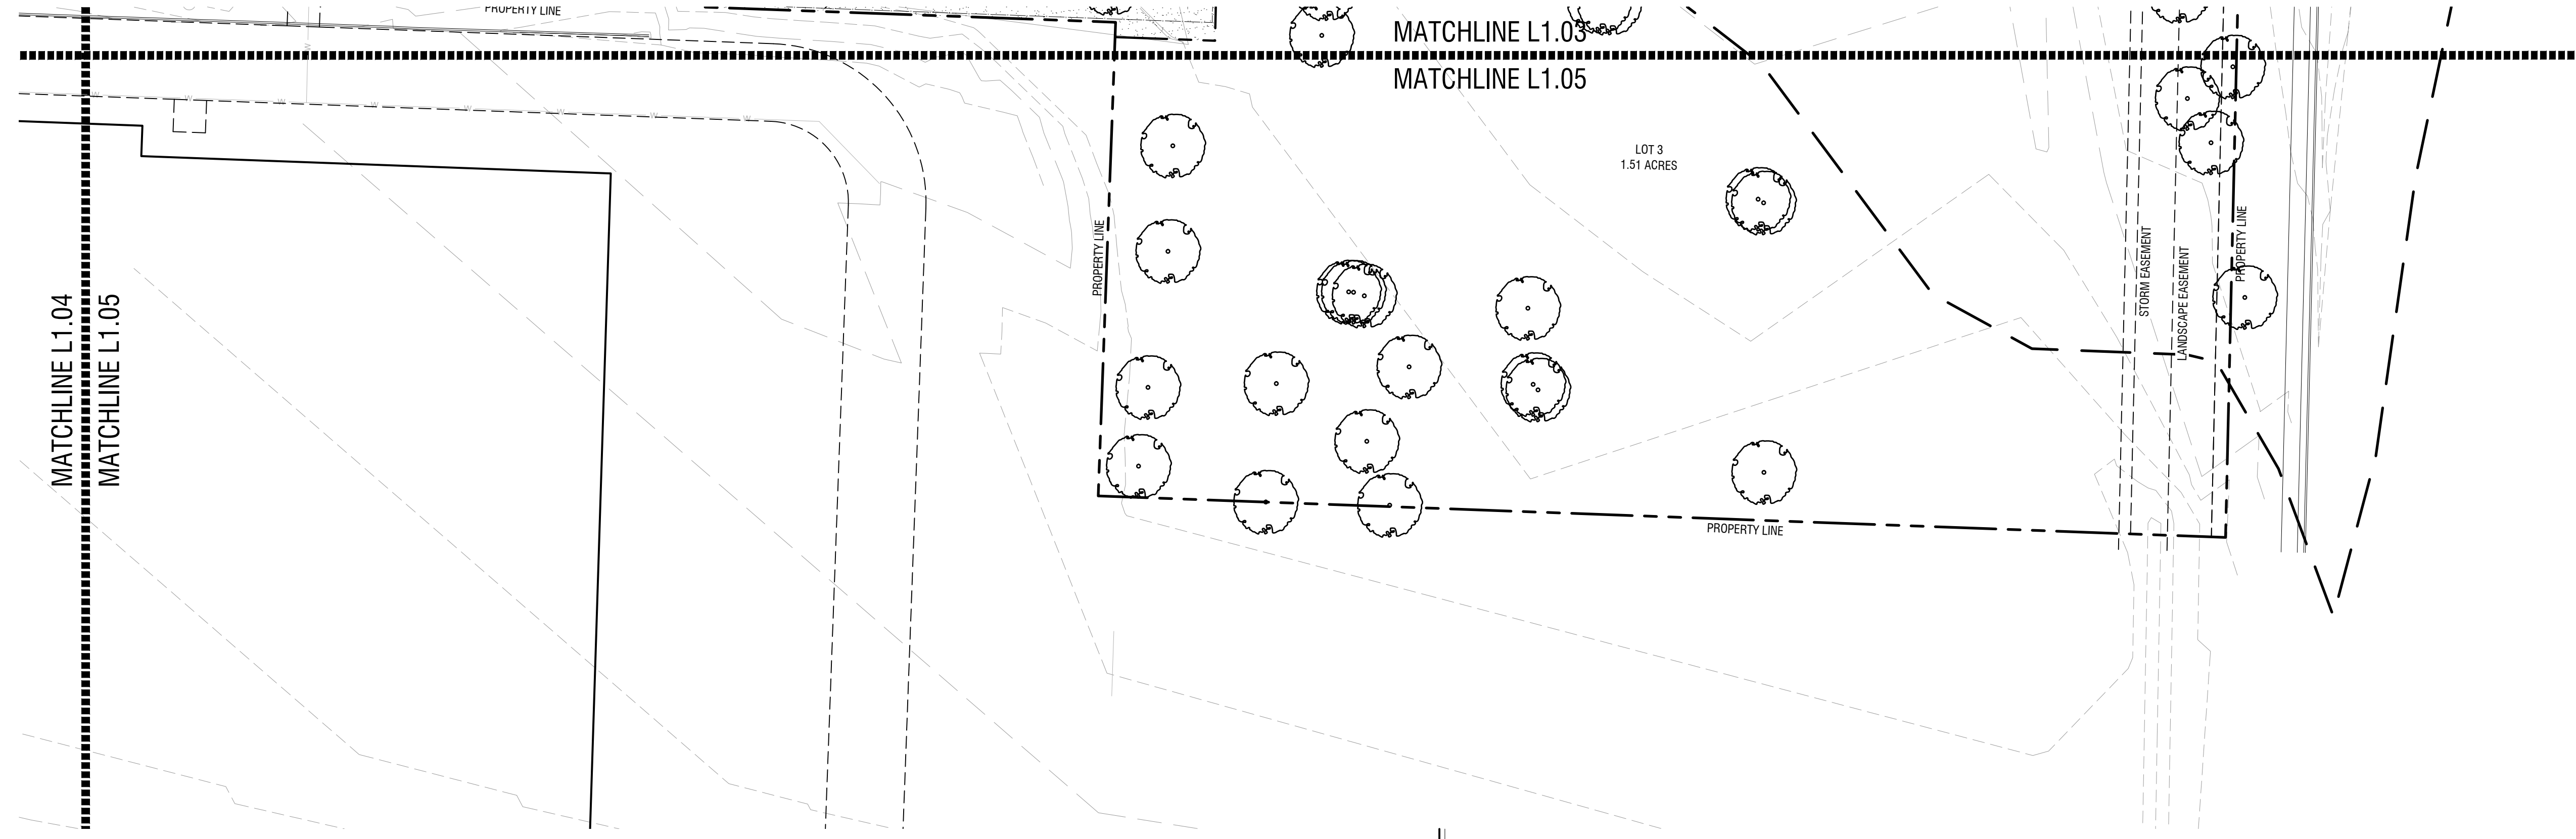 PROPERTY LINE
MATCHLINE L1.03
MATCHLINE L1.05
W
W
W
W
W
W
W
W
W
LOT 3
1.51 ACRES
PROPERTY LINE
STORM EASEMENT
LANDSCAPE EASEMENT
PROPERTY LINE
MATCHLINE L1.04
MATCHLINE L1.05
PROPERTY LINE